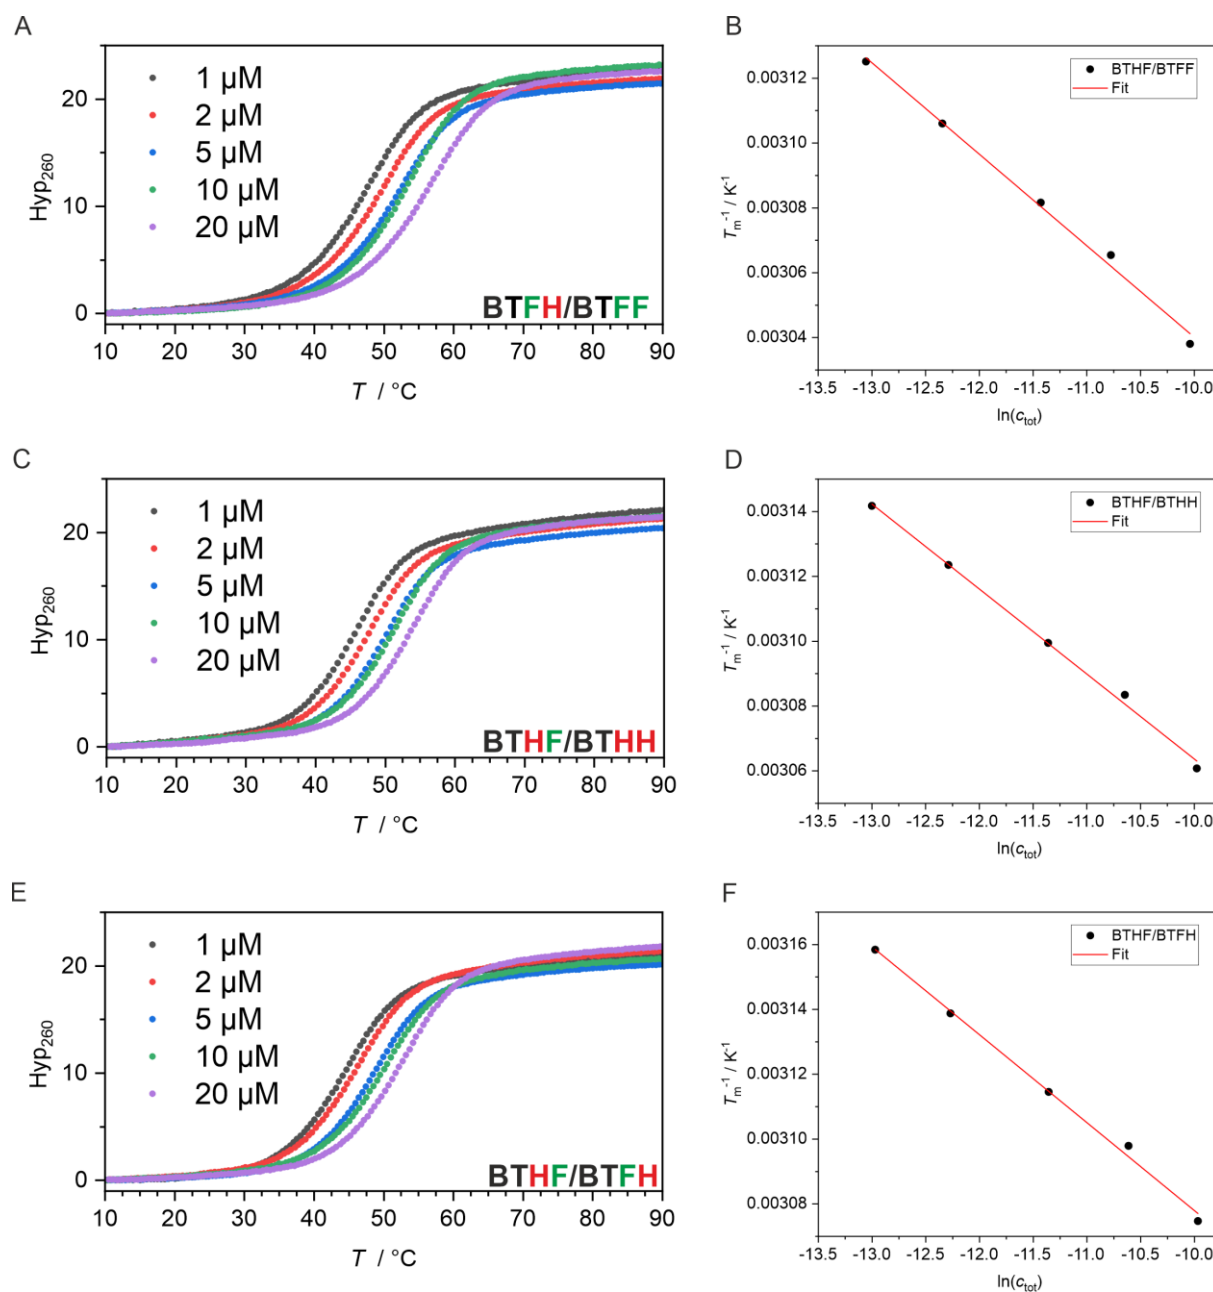 A
Hyp260
20
10
0
1 µM
2 µM
5 µM
10 µM
20 µM
BTFH/BTFF
10 20 30 40 50 60 70 80 90
T / °C
B
Tm-1 / K-1
0.00312
0.00310
0.00308
0.00306
0.00304
BTHF/BTFF
Fit
-13.5 -13.0 -12.5 -12.0 -11.5 -11.0 -10.5 -10.0
ln(ctot)
C
Hyp260
20
10
0
1 µM
2 µM
5 µM
10 µM
20 µM
BTHF/BTHH
10 20 30 40 50 60 70 80 90
T / °C
D
Tm-1 / K-1
0.00314
0.00312
0.00310
0.00308
0.00306
BTHF/BTHH
Fit
-13.5 -13.0 -12.5 -12.0 -11.5 -11.0 -10.5 -10.0
ln(ctot)
E
Hyp260
20
10
0
1 µM
2 µM
5 µM
10 µM
20 µM
BTHF/BTFH
10 20 30 40 50 60 70 80 90
T / °C
F
Tm-1 / K-1
0.00316
0.00314
0.00312
0.00310
0.00308
BTHF/BTFH
Fit
-13.5 -13.0 -12.5 -12.0 -11.5 -11.0 -10.5 -10.0
ln(ctot)